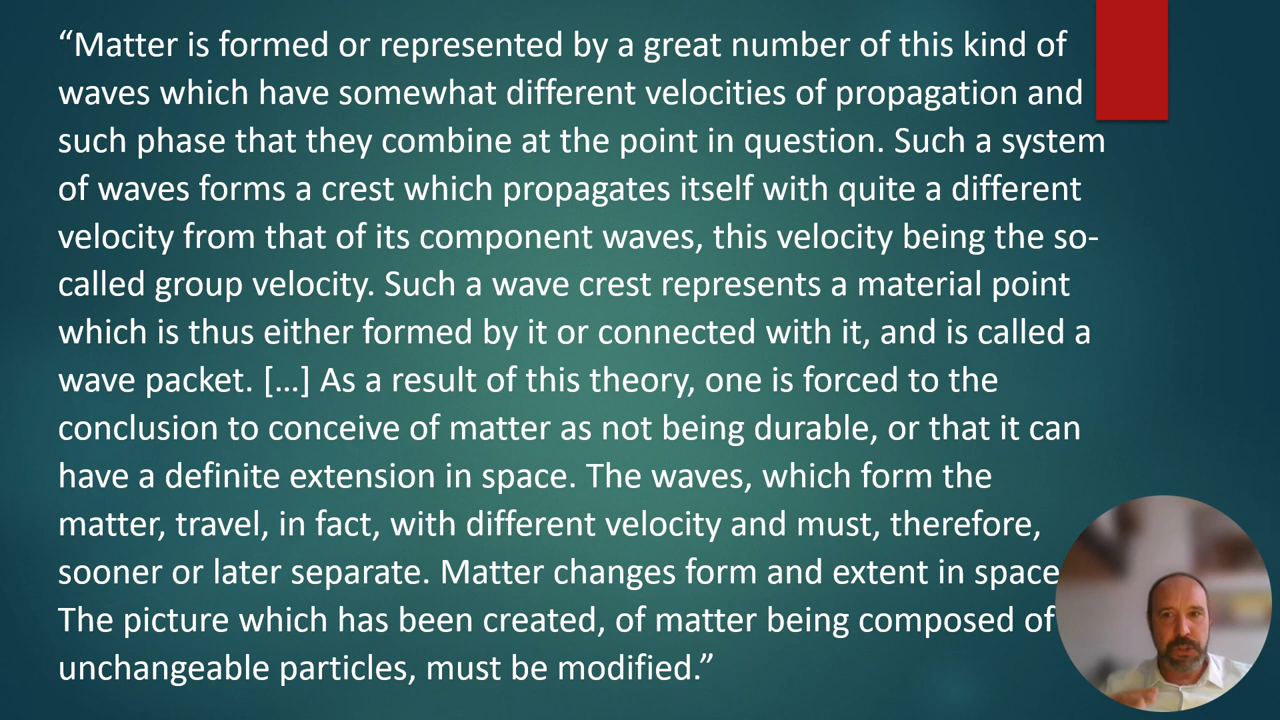 “Matter is formed or represented by a great number of this kind of
waves which have somewhat different velocities of propagation and
such phase that they combine at the point in question. Such a system
of waves forms a crest which propagates itself with quite a different
velocity from that of its component waves, this velocity being the so-
called group velocity. Such a wave crest represents a material point
which is thus either formed by it or connected with it, and is called a
wave packet. […] As a result of this theory, one is forced to the
conclusion to conceive of matter as not being durable, or that it can
have a definite extension in space. The waves, which form the
matter, travel, in fact, with different velocity and must, therefore,
sooner or later separate. Matter changes form and extent in space
The picture which has been created, of matter being composed of
unchangeable particles, must be modified.”